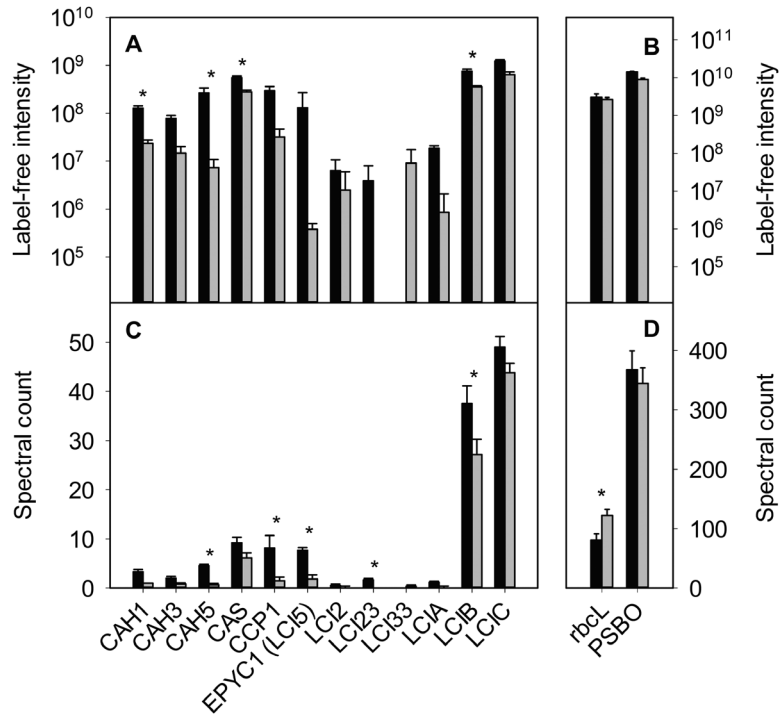 10^10
10^9
10^8
10^7
10^6
10^5
Label-free intensity
A
* * * *
B
10^11
10^10
10^9
10^8
10^7
10^6
10^5
Label-free intensity
50
40
30
20
10
0
Spectral count
C
* * * * *
D
*
400
300
200
100
0
Spectral count
CAH1
CAH3
CAH5
CAS
CCP1
EPYC1 (LCI5)
LCI2
LCI23
LCI33
LCIA
LCIB
LCIC
rbcL
PSBO